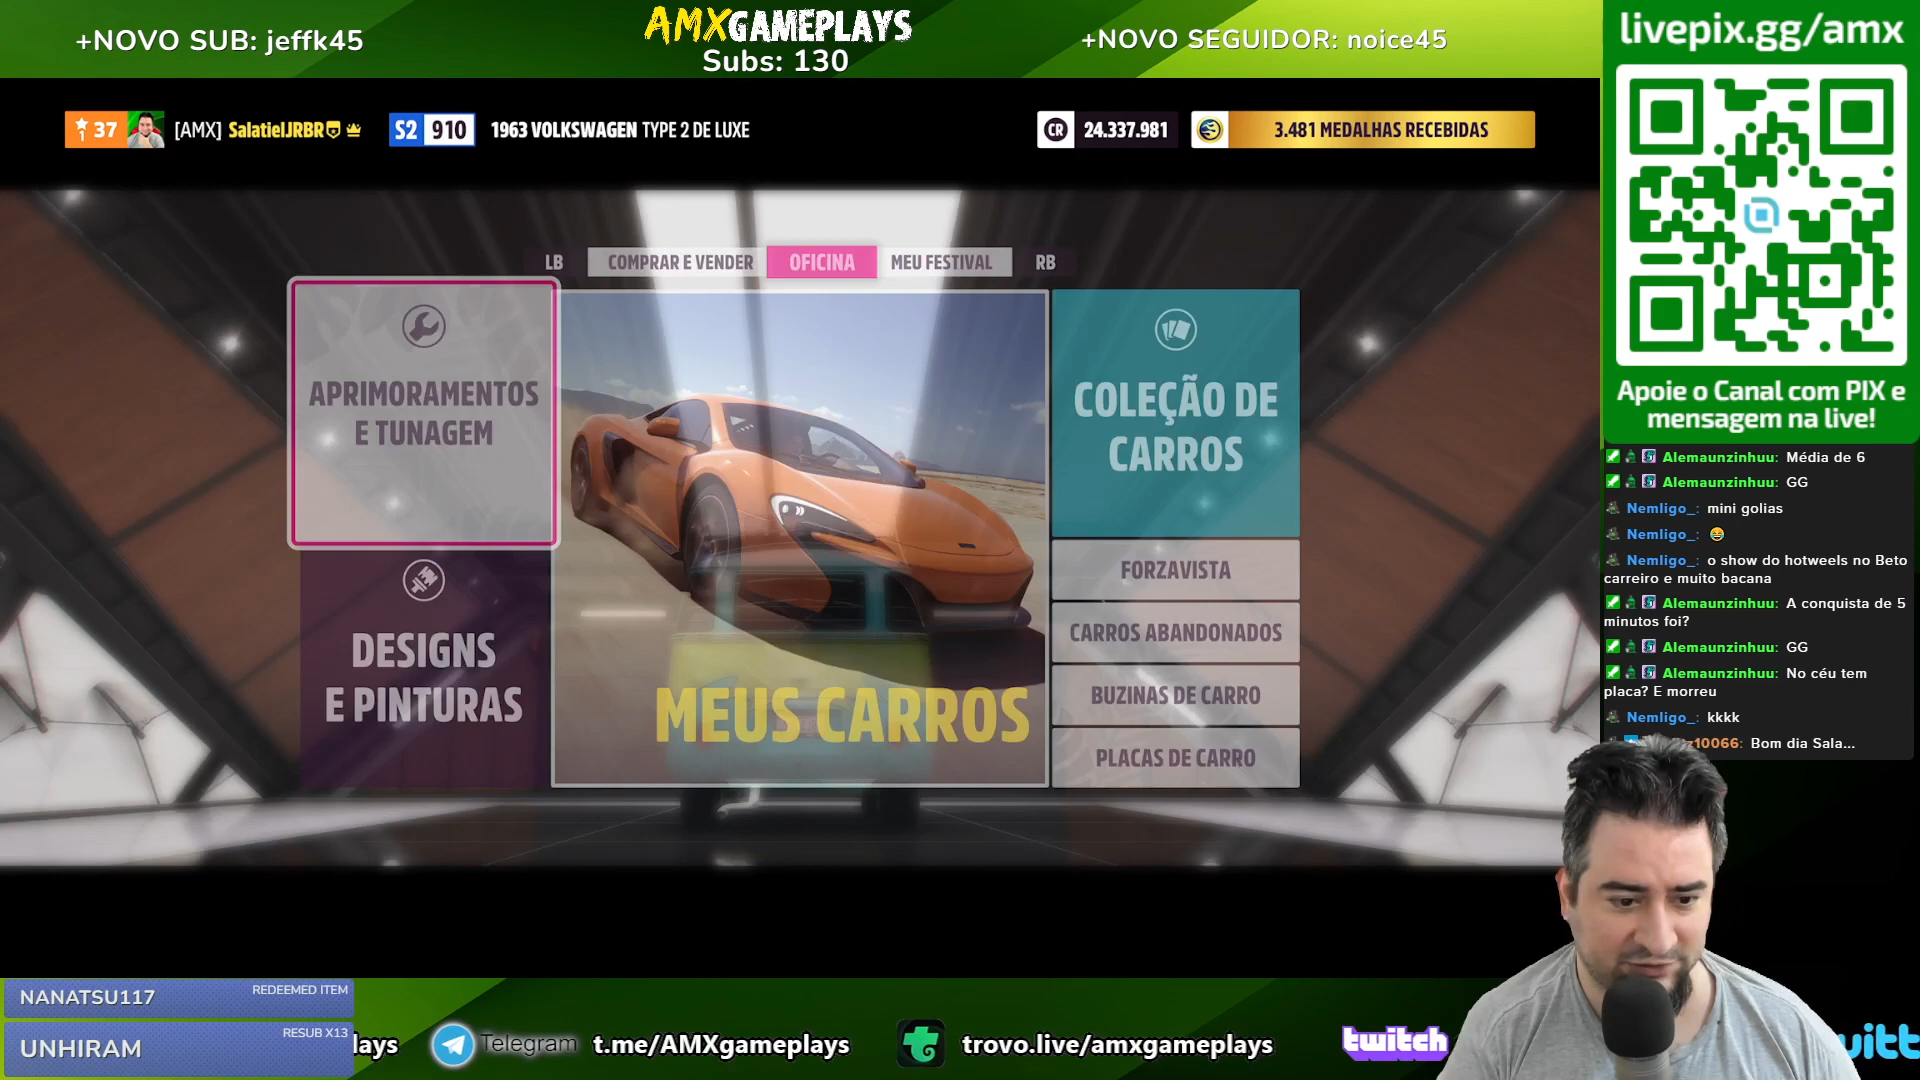 +NOVO SUB: jeffk45
AMXGAMEPLAYS
Subs: 130
+NOVO SEGUIDOR: noice45
livepix.gg/amx
1 37 [AMX] SalatielJRBR
S2 910 1963 VOLKSWAGEN TYPE 2 DE LUXE
CR 24.337.981
3.481 MEDALHAS RECEBIDAS
LB COMPRAR E VENDER OFICINA MEU FESTIVAL RB
APRIMORAMENTOS
E TUNAGEM
DESIGNS
E PINTURAS
MEUS CARROS
COLEÇÃO DE
CARROS
FORZAVISTA
CARROS ABANDONADOS
BUZINAS DE CARRO
PLACAS DE CARRO
Apoie o Canal com PIX e
mensagem na live!
Alemaunzinhuu: Média de 6
Alemaunzinhuu: GG
Nemligo_: mini golias
Nemligo_: 😂
Nemligo_: o show do hotweels no Beto
carreiro e muito bacana
Alemaunzinhuu: A conquista de 5
minutos foi?
Alemaunzinhuu: GG
Alemaunzinhuu: No céu tem
placa? E morreu
Nemligo_: kkkk
z10066: Bom dia Sala...
NANATSU117 REDEEMED ITEM
UNHIRAM RESUB X13
lays
Telegram t.me/AMXgameplays
trovo.live/amxgameplays
twitch
uitt